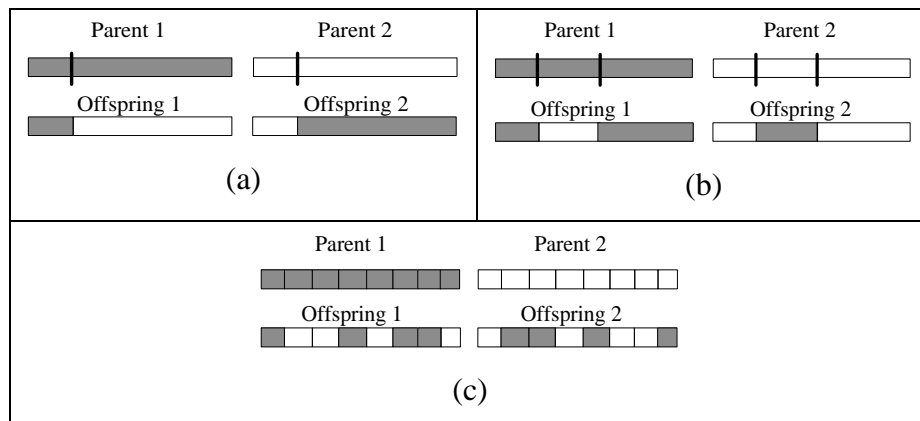 Parent 1 Parent 2
Offspring 1 Offspring 2
(a)
Parent 1 Parent 2
Offspring 1 Offspring 2
(b)
Parent 1 Parent 2
Offspring 1 Offspring 2
(c)